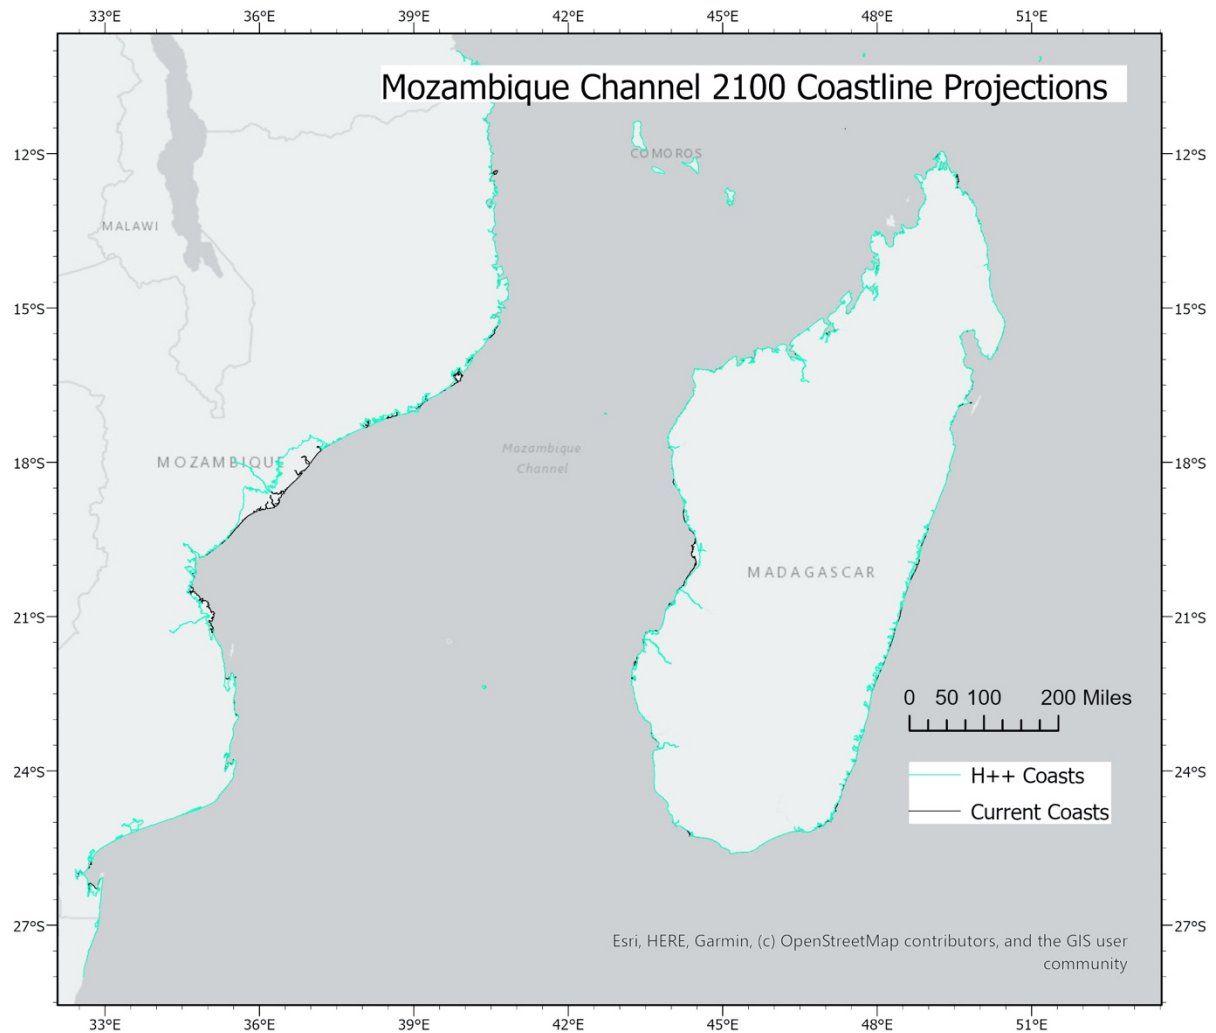 33°E 36°E 39°E 42°E 45°E 48°E 51°E
Mozambique Channel 2100 Coastline Projections
12°S COMOROS 12°S
MALAWI
15°S 15°S
Mozambique
Channel
18°S MOZAMBIQUE 18°S
MADAGASCAR
21°S 21°S
0 50 100 200 Miles
24°S H++ Coasts 24°S
Current Coasts
27°S 27°S
Esri, HERE, Garmin, (c) OpenStreetMap contributors, and the GIS user
community
33°E 36°E 39°E 42°E 45°E 48°E 51°E